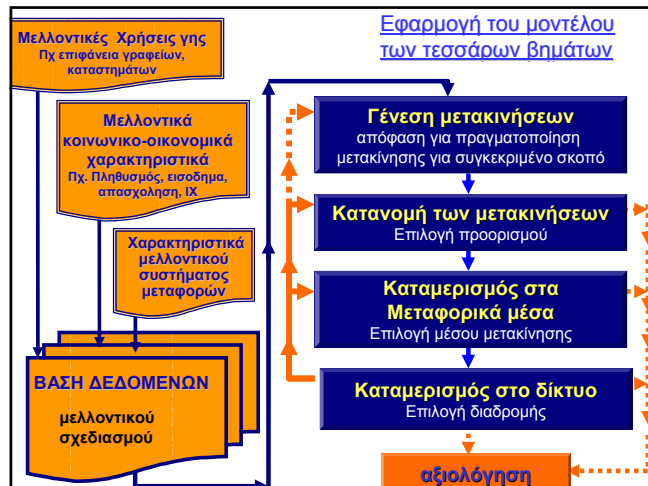 Εφαρμογή του μοντέλου
των τεσσάρων βημάτων
Μελλοντικές Χρήσεις γης
Πχ επιφάνεια γραφείων,
καταστημάτων
Μελλοντικά
κοινωνικο-οικονομικά
χαρακτηριστικά
Πχ. Πληθυσμός, εισοδημα,
απασχοληση, ΙΧ
Χαρακτηριστικά
μελλοντικού
συστήματος
μεταφορών
ΒΑΣΗ ΔΕΔΟΜΕΝΩΝ
μελλοντικού
σχεδιασμού
Γένεση μετακινήσεων
απόφαση για πραγματοποίηση
μετακίνησης για συγκεκριμένο σκοπό
Κατανομή των μετακινήσεων
Επιλογή προορισμού
Καταμερισμός στα
Μεταφορικά μέσα
Επιλογή μέσου μετακίνησης
Καταμερισμός στο δίκτυο
Επιλογή διαδρομής
αξιολόγηση